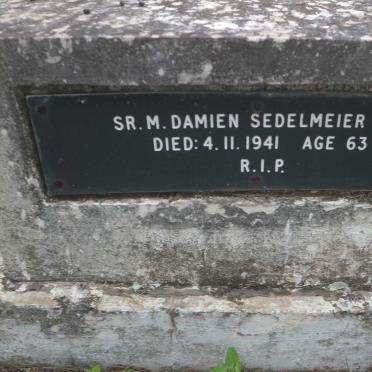 SR. M. DAMIEN SEDELMEIER
DIED: 4. 11. 1941 AGE 63
R.I.P.